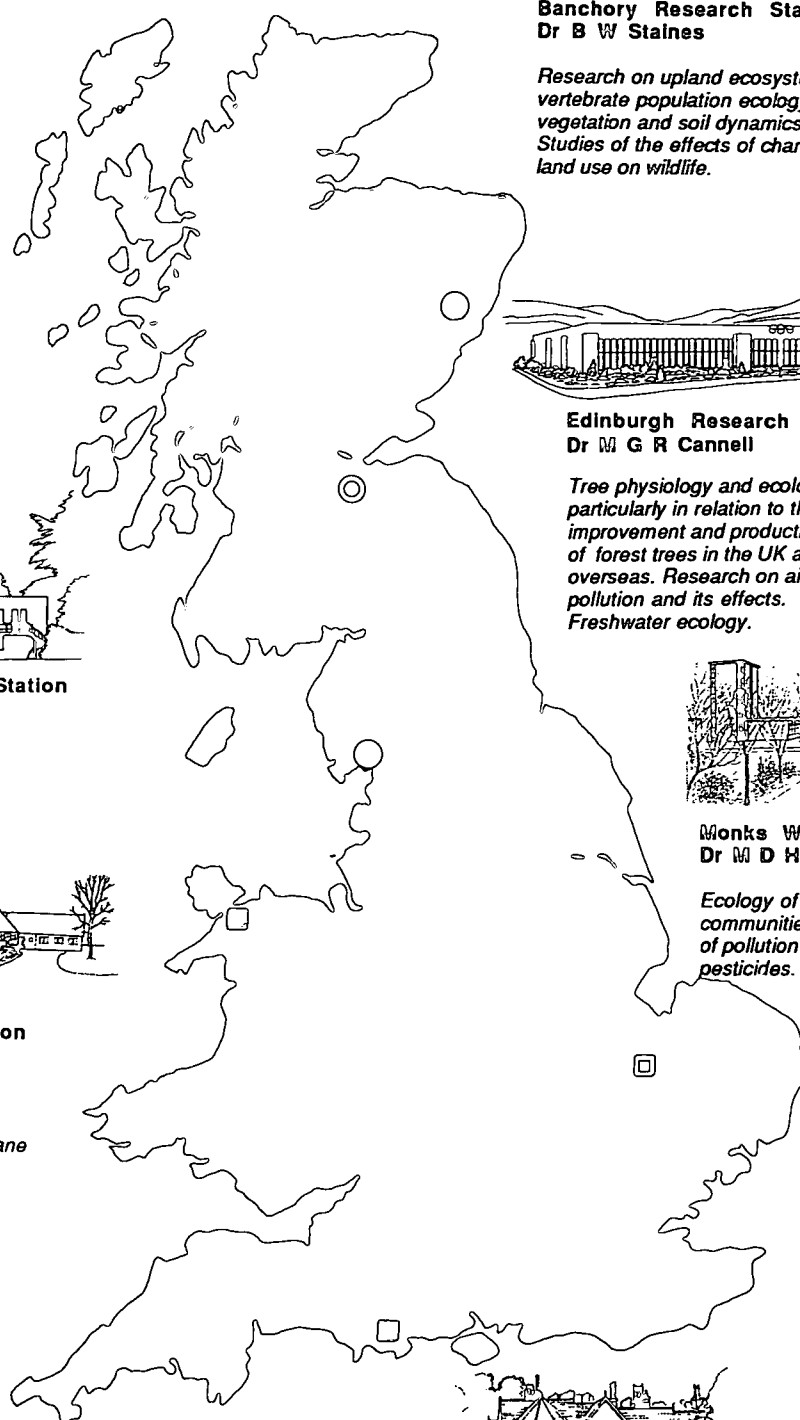 Banchory Research Sta
Dr B W Staines
Research on upland ecosyst
vertebrate population ecology
vegetation and soil dynamics
Studies of the effects of char
land use on wildlife.
Edinburgh Research
Dr M G R Cannell
Tree physiology and ecolo
particularly in relation to th
improvement and producti
of forest trees in the UK a
overseas. Research on ai
pollution and its effects.
Freshwater ecology.
Station
Monks W
Dr M D H
Ecology of
communitie
of pollution
pesticides.
on
ane